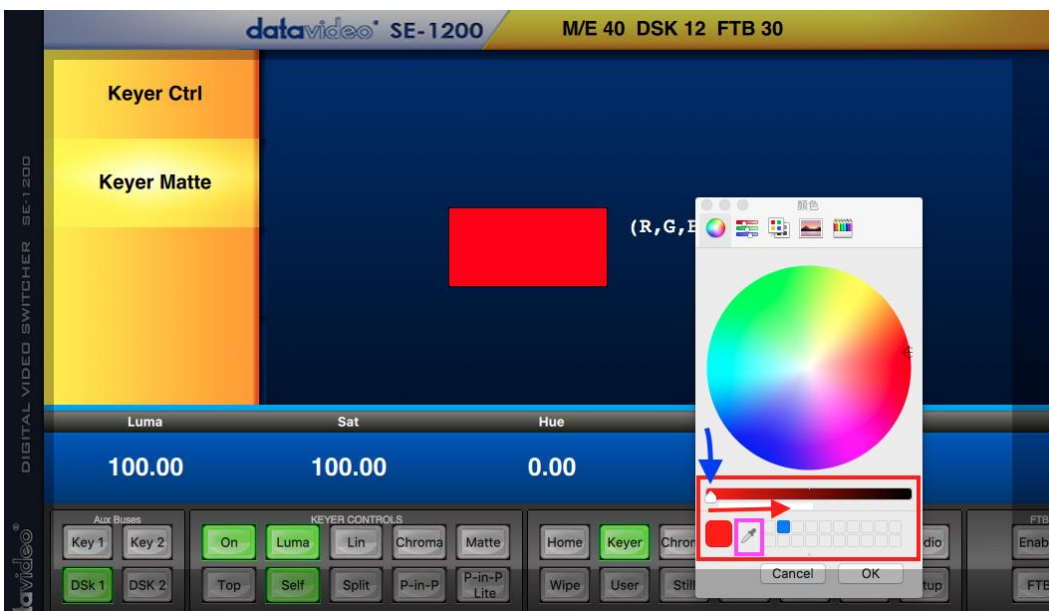 datavideo SE-1200
M/E 40 DSK 12 FTB 30
DIGITAL VIDEO SWITCHER SE-1200
Keyer Ctrl
Keyer Matte
(R,G,
顏色
Luma Sat Hue
100.00 100.00 0.00
Aux Buses KEYER CONTROLS FTB
Key 1 Key 2 On Luma Lin Chroma Matte Home Keyer Chro dio Enab
Cancel OK
DSk 1 DSK 2 Top Self Split P-in-P P-in-P Lite Wipe User Still tup FTB
datavideo